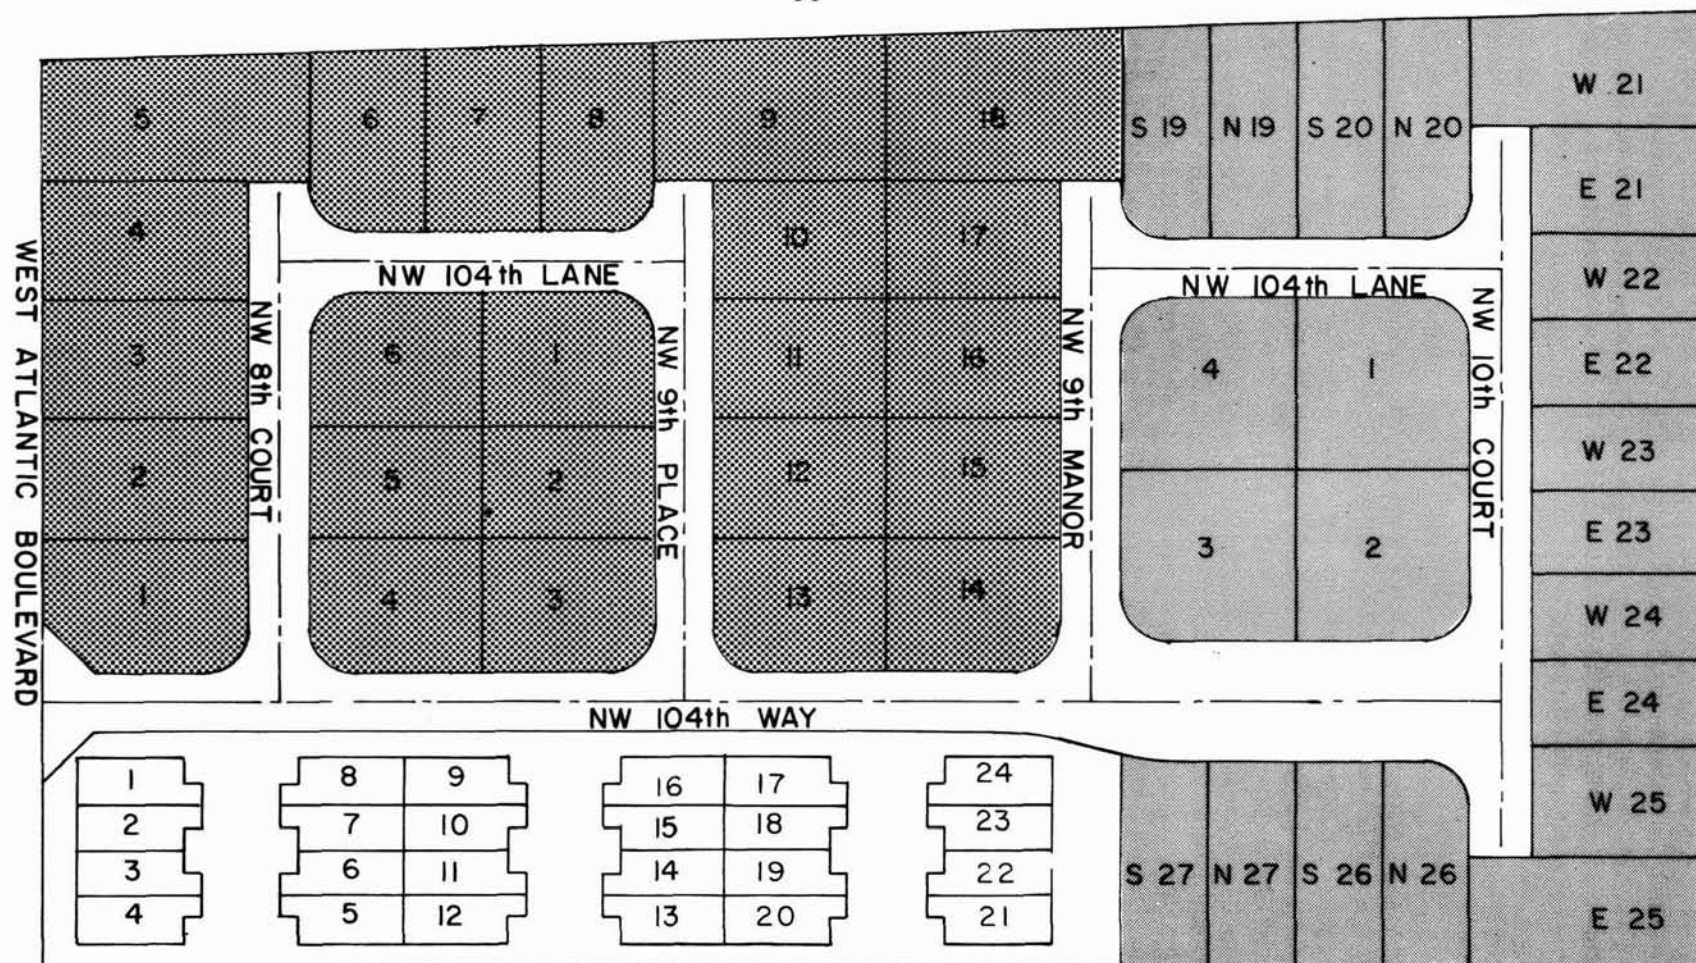 5 6 7 8 9 18 S 19 N 19 S 20 N 20 W 21
E 21
4 10 17
W 22
NW 104th LANE
NW 104th LANE
WEST ATLANTIC BOULEVARD
NW 8th COURT
NW 9th PLACE
NW 9th MANOR
NW 10th COURT
3 6 1 11 16 4 1 E 22
W 23
2 5 2 12 15 3 2 E 23
1 4 3 13 14 W 24
E 24
NW 104th WAY
1 8 9 16 17 24 W 25
2 7 10 15 18 23
3 6 11 14 19 22 S 27 N 27 S 26 N 26
4 5 12 13 20 21 E 25